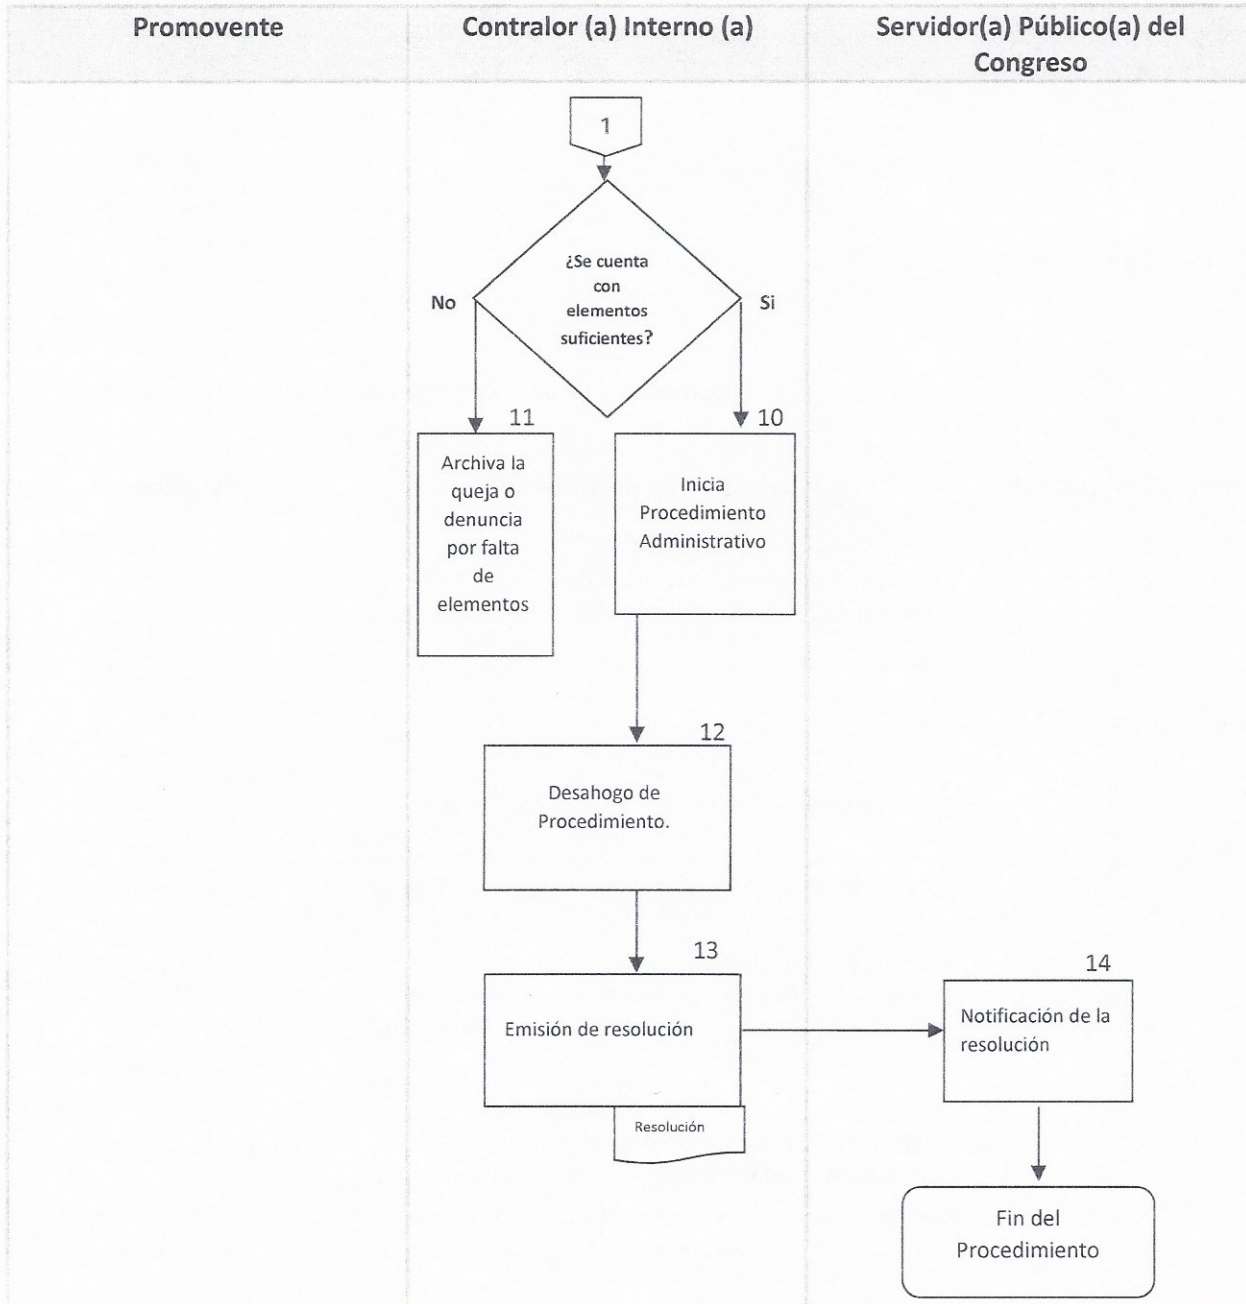 Promovente
Contralor (a) Interno (a)
Servidor(a) Público(a) del
Congreso
1
¿Se cuenta
con
elementos
suficientes?
No
Si
11
Archiva la
queja o
denuncia
por falta
de
elementos
10
Inicia
Procedimiento
Administrativo
12
Desahogo de
Procedimiento.
13
Emisión de resolución
Resolución
14
Notificación de la
resolución
Fin del
Procedimiento